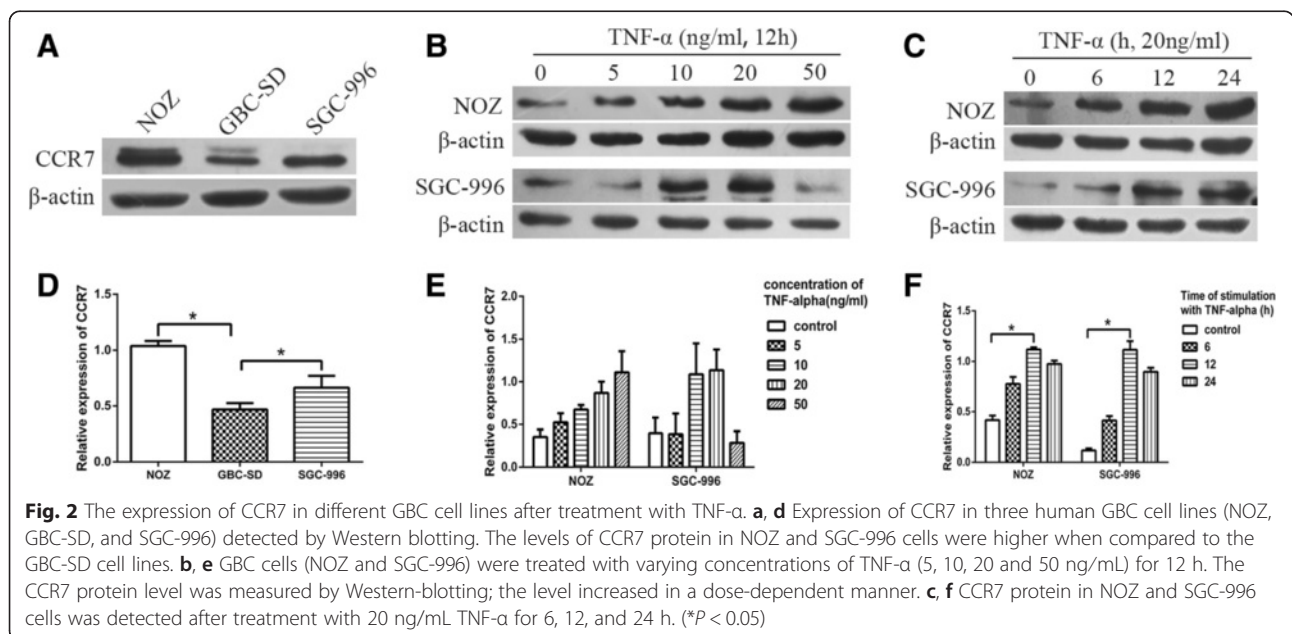 A
NOZ
GBC-SD
SGC-996
CCR7
β-actin
B
TNF-α (ng/ml, 12h)
0 5 10 20 50
NOZ
β-actin
SGC-996
β-actin
C
TNF-α (h, 20ng/ml)
0 6 12 24
NOZ
β-actin
SGC-996
β-actin
D
Relative expression of CCR7
1.5
1.0
0.5
0.0
* *
NOZ GBC-SD SGC-996
E
Relative expression of CCR7
2.0
1.5
1.0
0.5
0.0
NOZ SGC-996
concentration of
TNF-alpha(ng/ml)
control
5
10
20
50
F
Relative expression of CCR7
1.5
1.0
0.5
0.0
* *
NOZ SGC-996
Time of stimulation
with TNF-alpha (h)
control
6
12
24
Fig. 2 The expression of CCR7 in different GBC cell lines after treatment with TNF-α. a, d Expression of CCR7 in three human GBC cell lines (NOZ,
GBC-SD, and SGC-996) detected by Western blotting. The levels of CCR7 protein in NOZ and SGC-996 cells were higher when compared to the
GBC-SD cell lines. b, e GBC cells (NOZ and SGC-996) were treated with varying concentrations of TNF-α (5, 10, 20 and 50 ng/mL) for 12 h. The
CCR7 protein level was measured by Western-blotting; the level increased in a dose-dependent manner. c, f CCR7 protein in NOZ and SGC-996
cells was detected after treatment with 20 ng/mL TNF-α for 6, 12, and 24 h. (*P < 0.05)